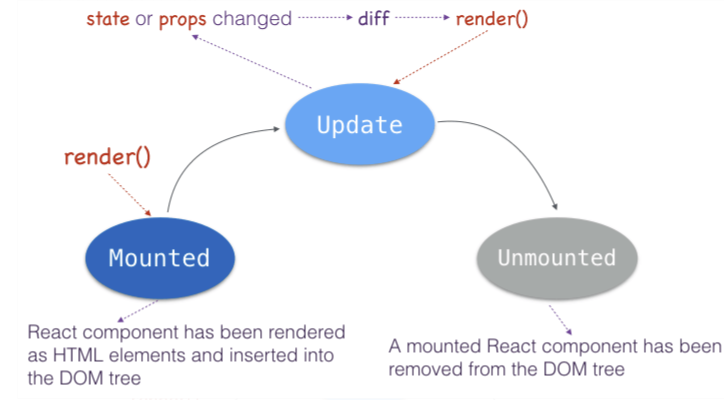 state or props changed diff render()
Update
render()
Mounted
Unmounted
React component has been rendered
as HTML elements and inserted into
the DOM tree
A mounted React component has been
removed from the DOM tree